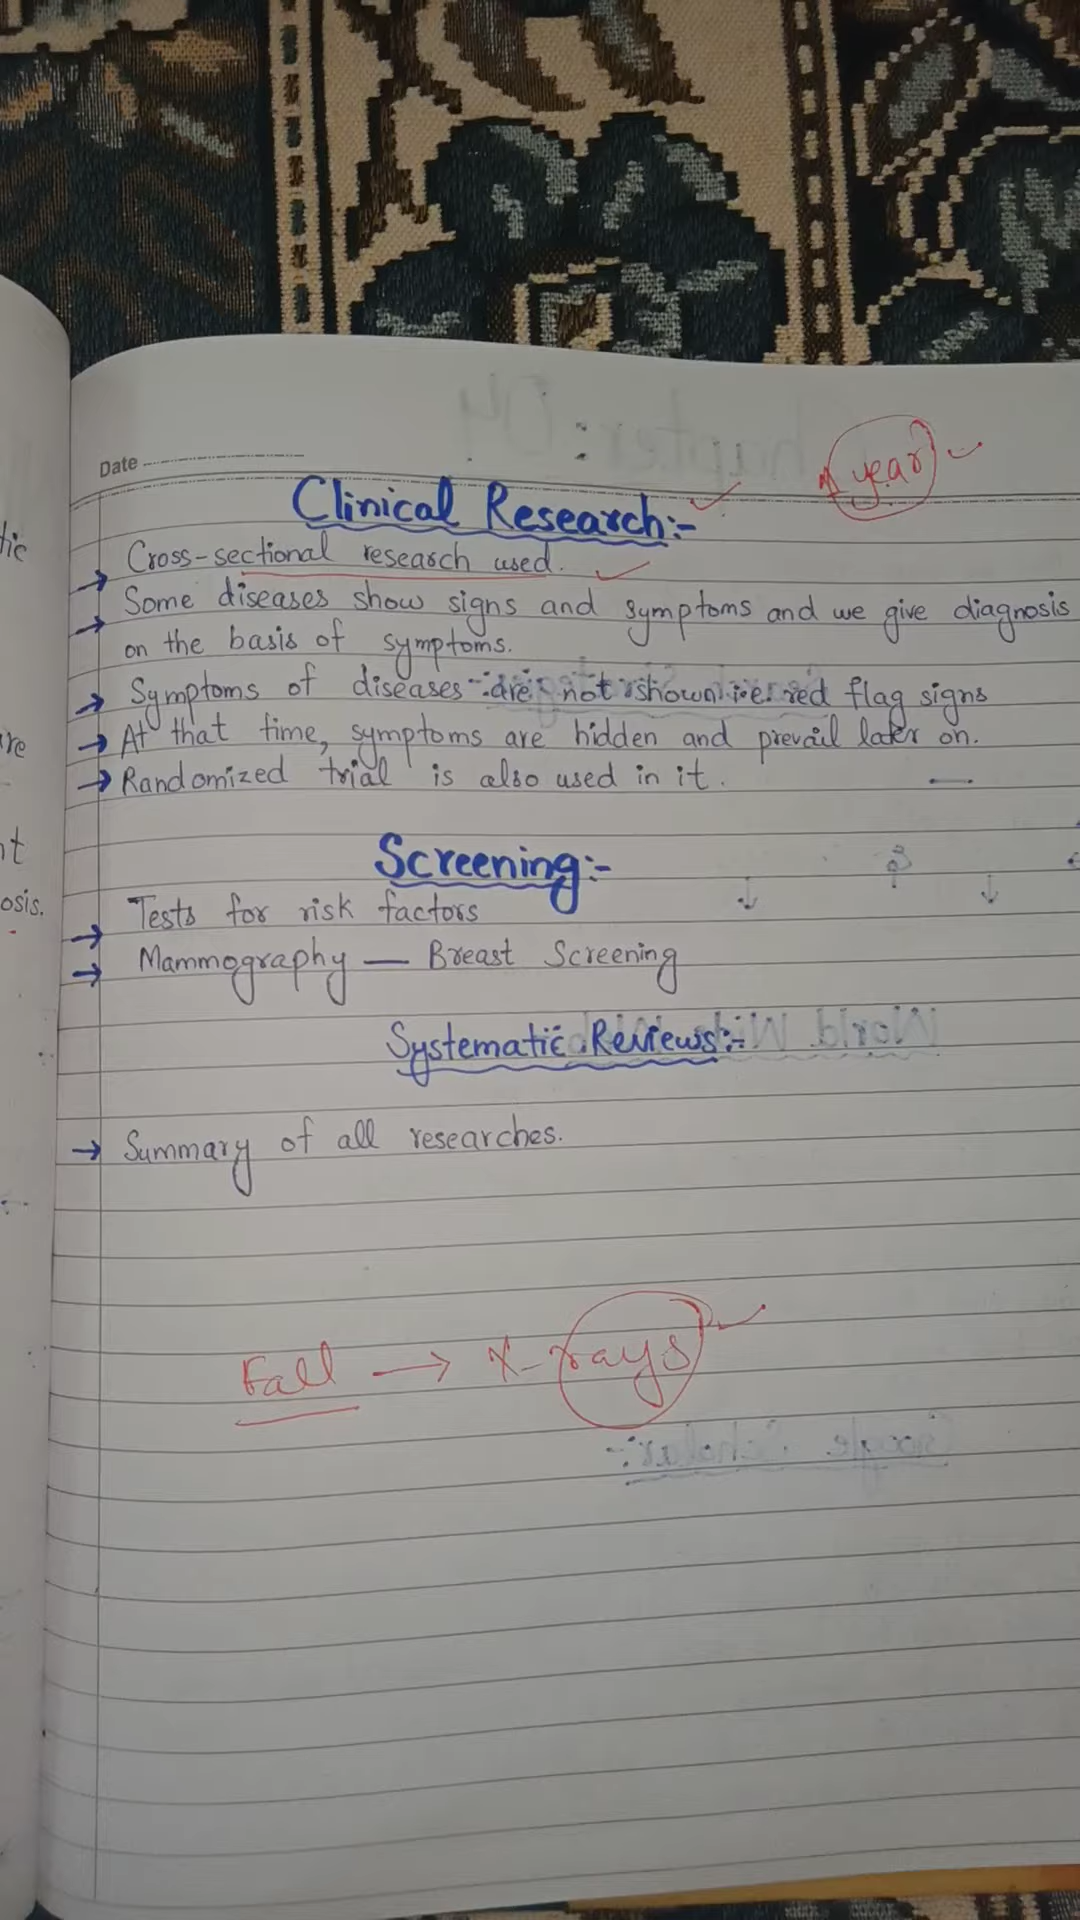 Date
1 year
Clinical Research:-
→ Cross-sectional research used.
→ Some diseases show signs and symptoms and we give diagnosis
on the basis of symptoms.
→ Symptoms of diseases are not shown i.e. red flag signs
→ At that time, symptoms are hidden and prevail later on.
→ Randomized trial is also used in it.
Screening:-
→ Tests for risk factors
→ Mammography — Breast Screening
Systematic Reviews:-
→ Summary of all researches.
Fall → X-rays
osis.